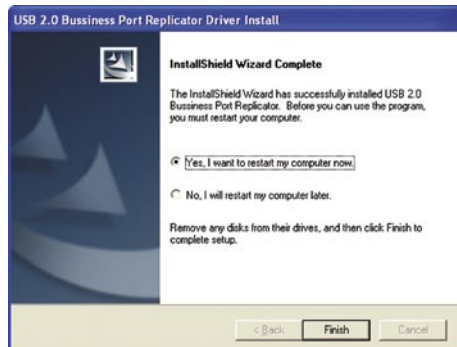 USB 2.0 Bussiness Port Replicator Driver Install
InstallShield Wizard Complete
The InstallShield Wizard has successfully installed USB 2.0
Bussiness Port Replicator. Before you can use the program,
you must restart your computer.
Yes, I want to restart my computer now.
No, I will restart my computer later.
Remove any disks from their drives, and then click Finish to
complete setup.
< Back Finish Cancel